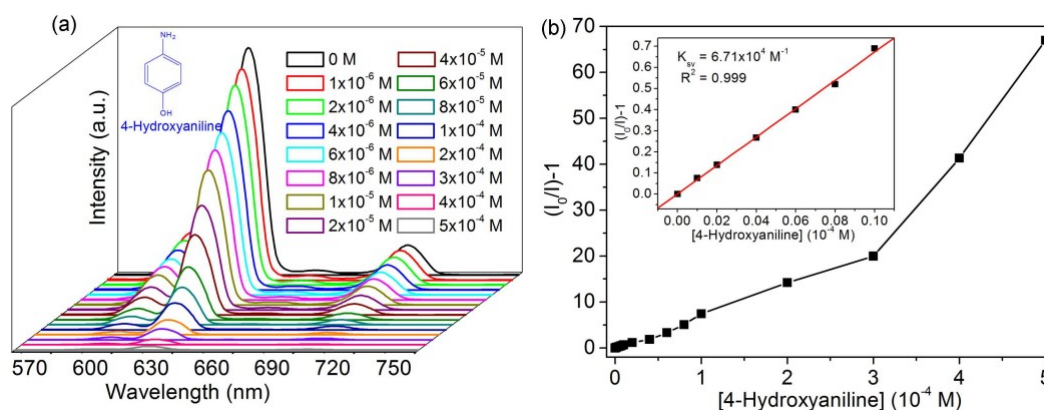 (a)
NH₂
OH
4-Hydroxyaniline
0 M
1x10⁻⁶ M
2x10⁻⁶ M
4x10⁻⁶ M
6x10⁻⁶ M
8x10⁻⁶ M
1x10⁻⁵ M
2x10⁻⁵ M
4x10⁻⁵ M
6x10⁻⁵ M
8x10⁻⁵ M
1x10⁻⁴ M
2x10⁻⁴ M
3x10⁻⁴ M
4x10⁻⁴ M
5x10⁻⁴ M
Intensity (a.u.)
570 600 630 660 690 720 750
Wavelength (nm)
(b)
70
60
50
40
30
20
10
0
(I₀/I)-1
0 1 2 3 4 5
[4-Hydroxyaniline] (10⁻⁴ M)
Kₛᵥ = 6.71x10⁴ M⁻¹
R² = 0.999
0.7
0.6
0.5
0.4
0.3
0.2
0.1
0.0
(I₀/I)-1
0.00 0.02 0.04 0.06 0.08 0.10
[4-Hydroxyaniline] (10⁻⁴ M)